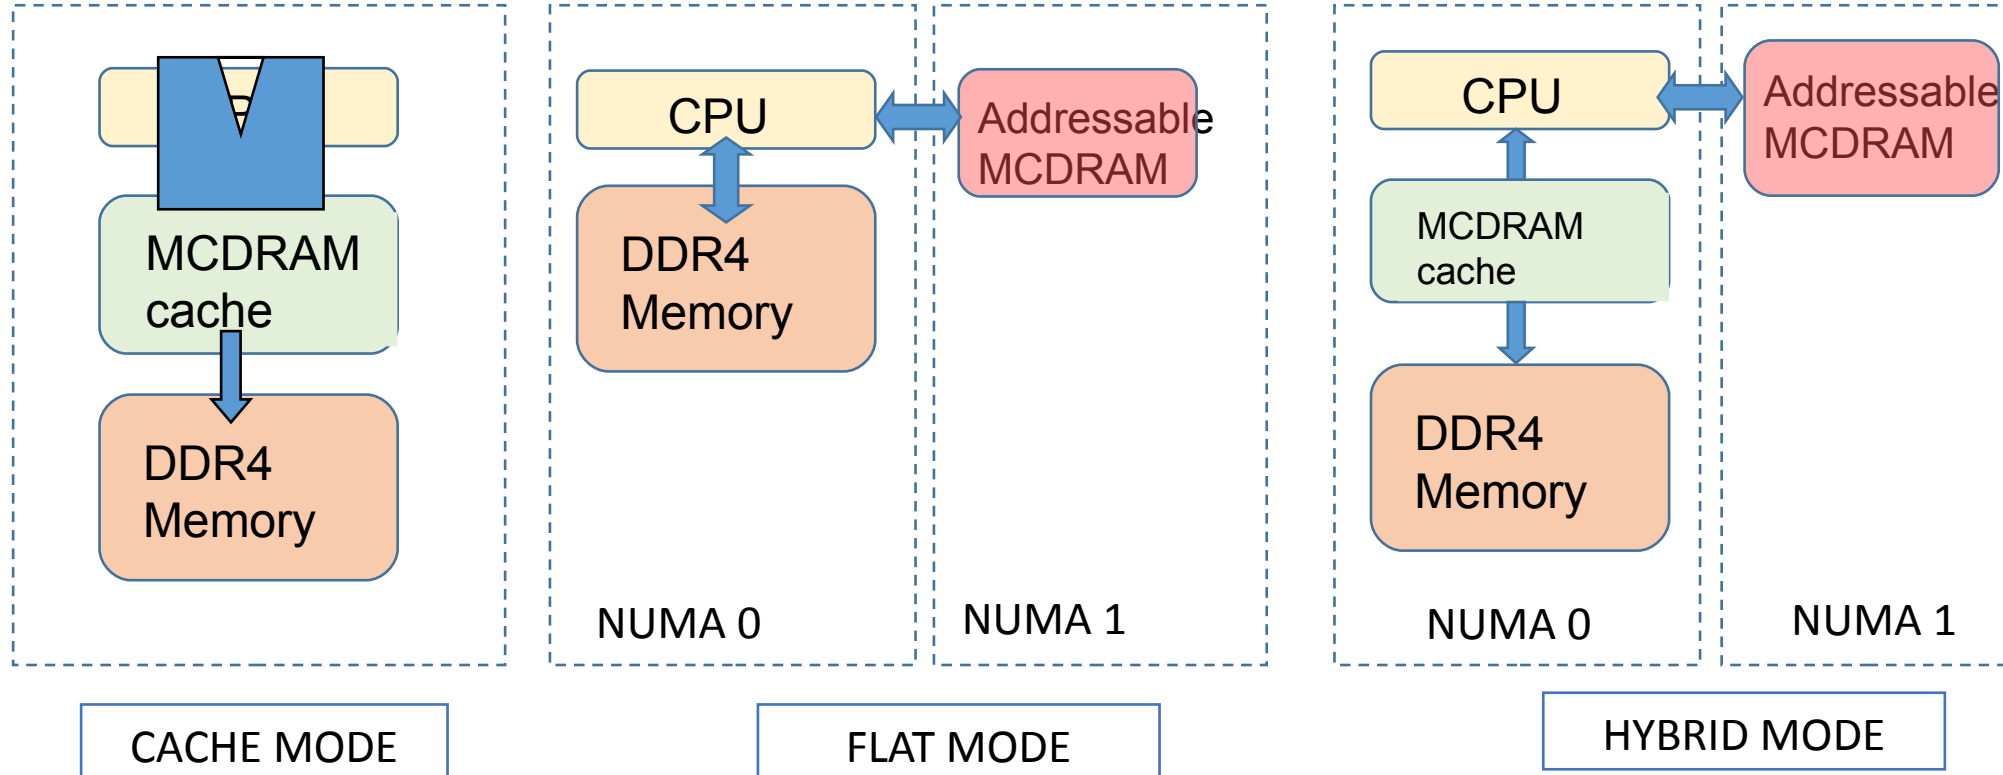 MCDRAM
cache
DDR4
Memory
CACHE MODE
CPU
Addressable
MCDRAM
DDR4
Memory
NUMA 0
NUMA 1
FLAT MODE
CPU
Addressable
MCDRAM
MCDRAM
cache
DDR4
Memory
NUMA 0
NUMA 1
HYBRID MODE